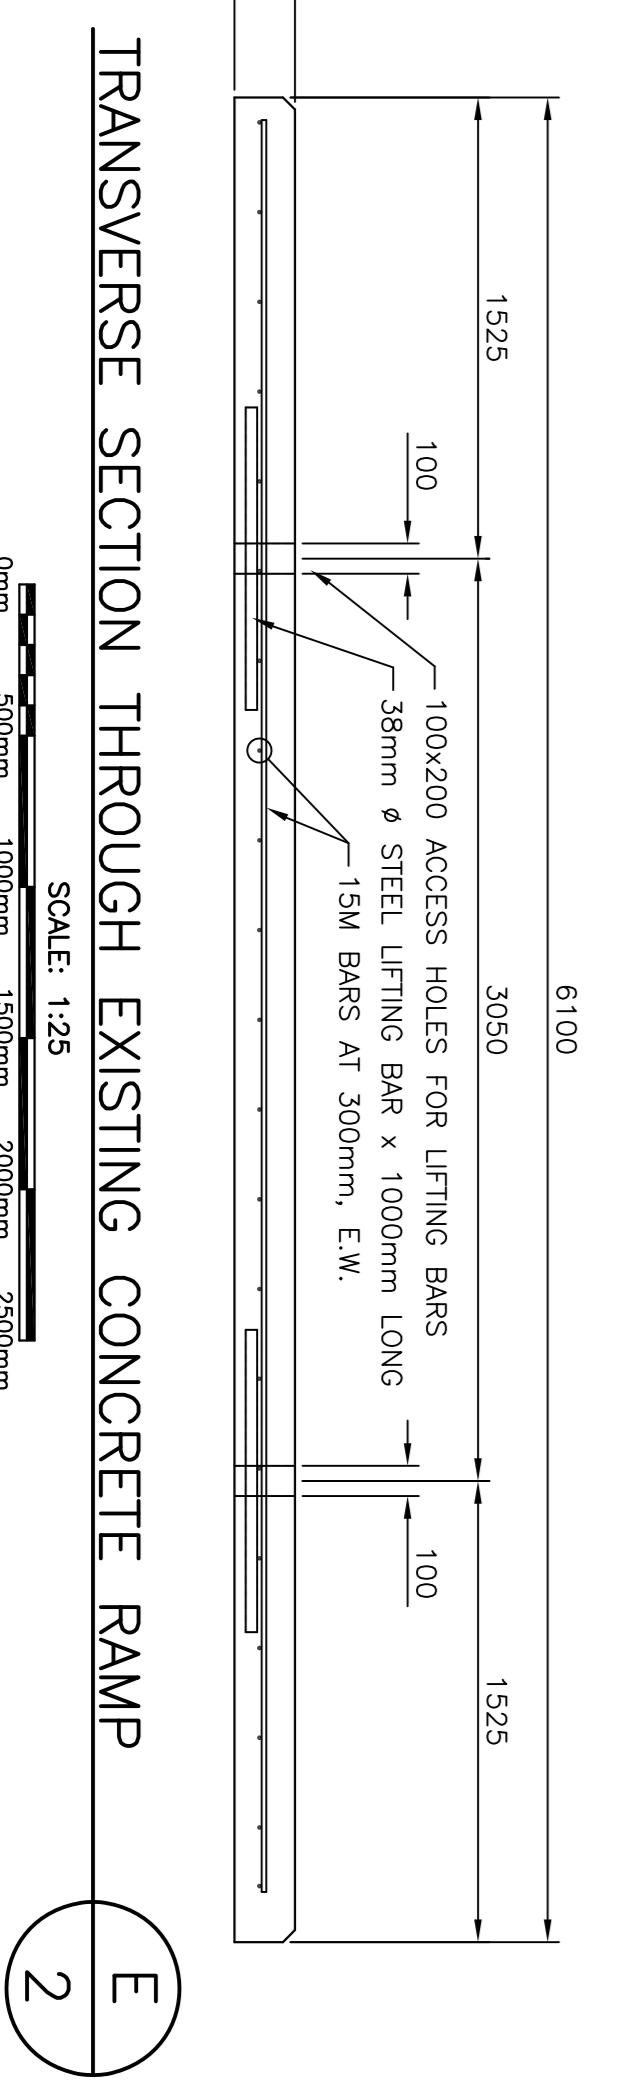 6100
1525
3050
1525
100
100
100x200 ACCESS HOLES FOR LIFTING BARS
38mm ø STEEL LIFTING BAR x 1000mm LONG
15M BARS AT 300mm, E.W.
TRANSVERSE SECTION THROUGH EXISTING CONCRETE RAMP
E
2
SCALE: 1:25
0mm 500mm 1000mm 1500mm 2000mm 2500mm